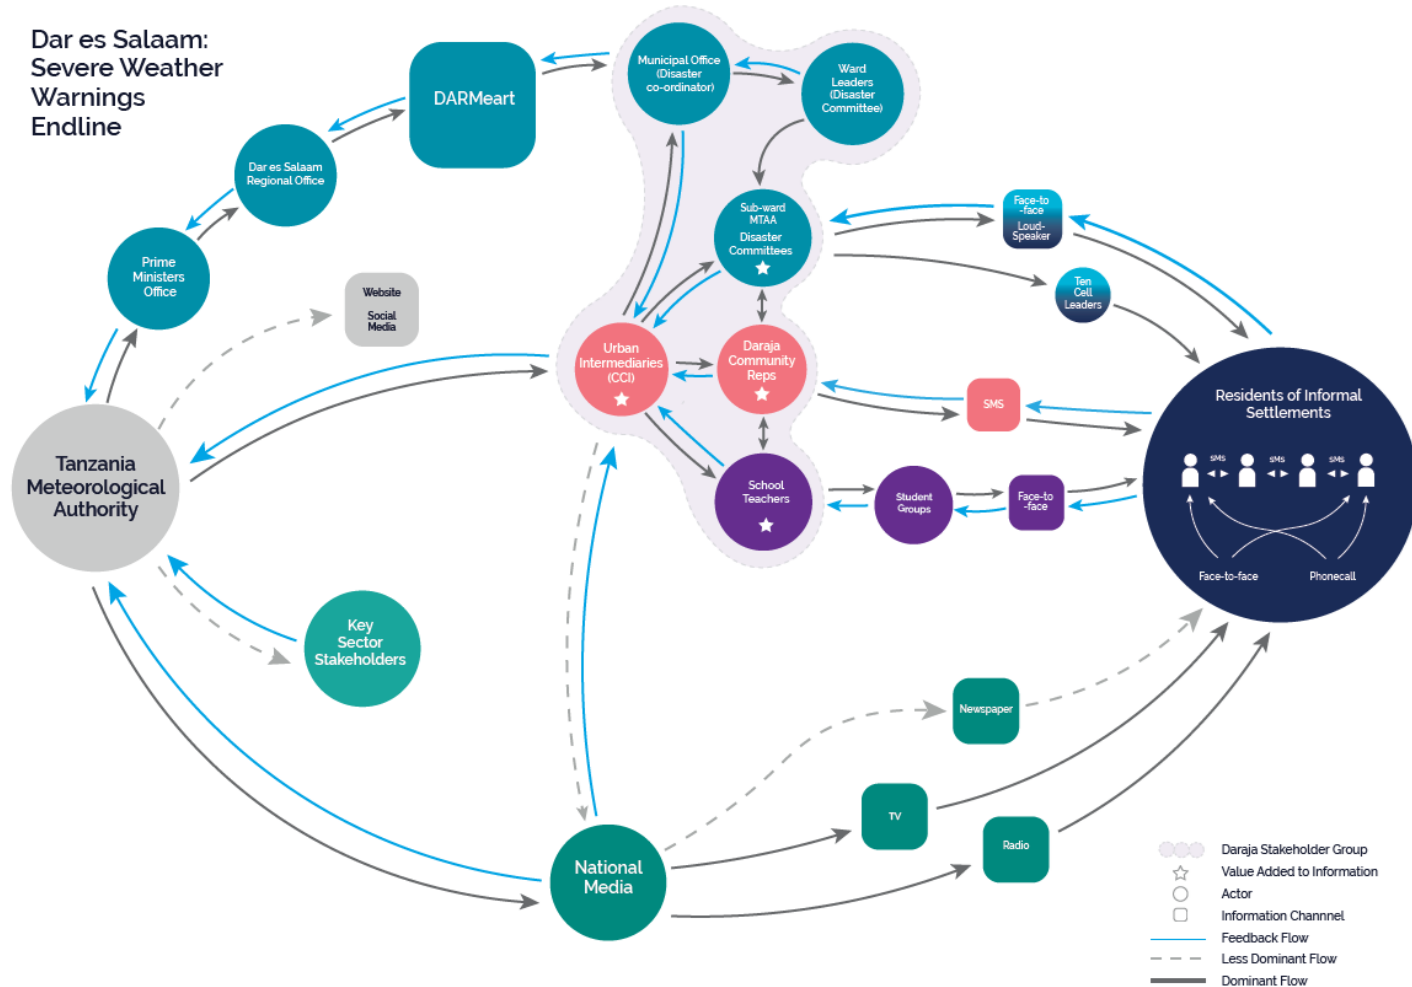 Dar es Salaam:
Severe Weather
Warnings
Endline
DARMeart
Municipal Office
(Disaster
co-ordinator)
Ward
Leaders
(Disaster
Committee)
Dar es Salaam
Regional Office
Prime
Ministers
Office
Website
Social
Media
Sub-ward
MTAA
Disaster
Committees
Face-to
-face
Loud-
Speaker
Ten
Cell
Leaders
Urban
Intermediaries
(CCI)
Daraja
Community
Reps
SMS
Residents of Informal
Settlements
SMS
SMS
SMS
Face-to-face
Phonecall
Tanzania
Meteorological
Authority
School
Teachers
Student
Groups
Face-to
-face
Key
Sector
Stakeholders
Newspaper
TV
Radio
National
Media
Daraja Stakeholder Group
Value Added to Information
Actor
Information Channnel
Feedback Flow
Less Dominant Flow
Dominant Flow